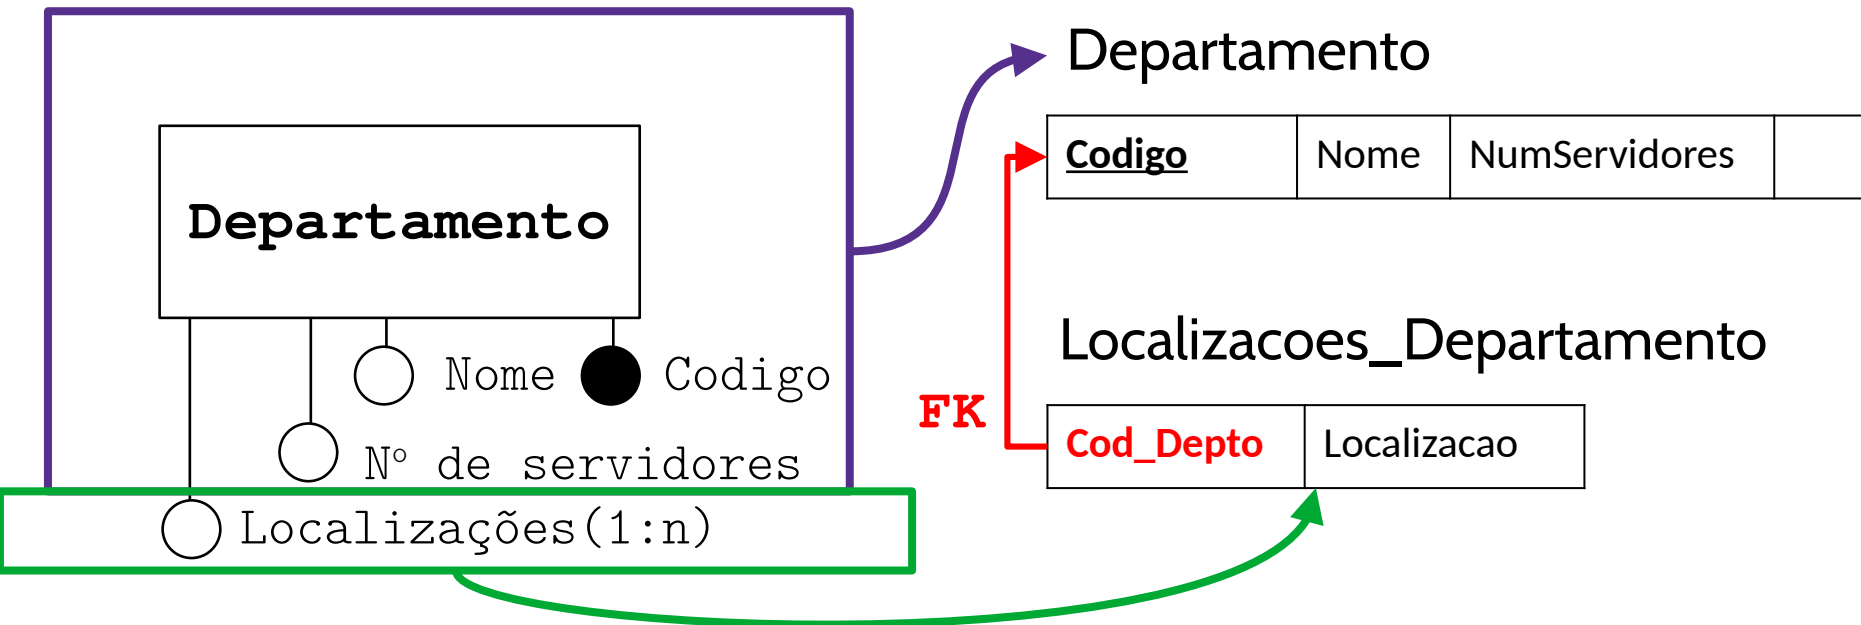 Departamento
Codigo Nome NumServidores
Departamento
Localizacoes_Departamento
Nome Codigo
FK
Cod_Depto Localizacao
Nº de servidores
Localizações(1:n)